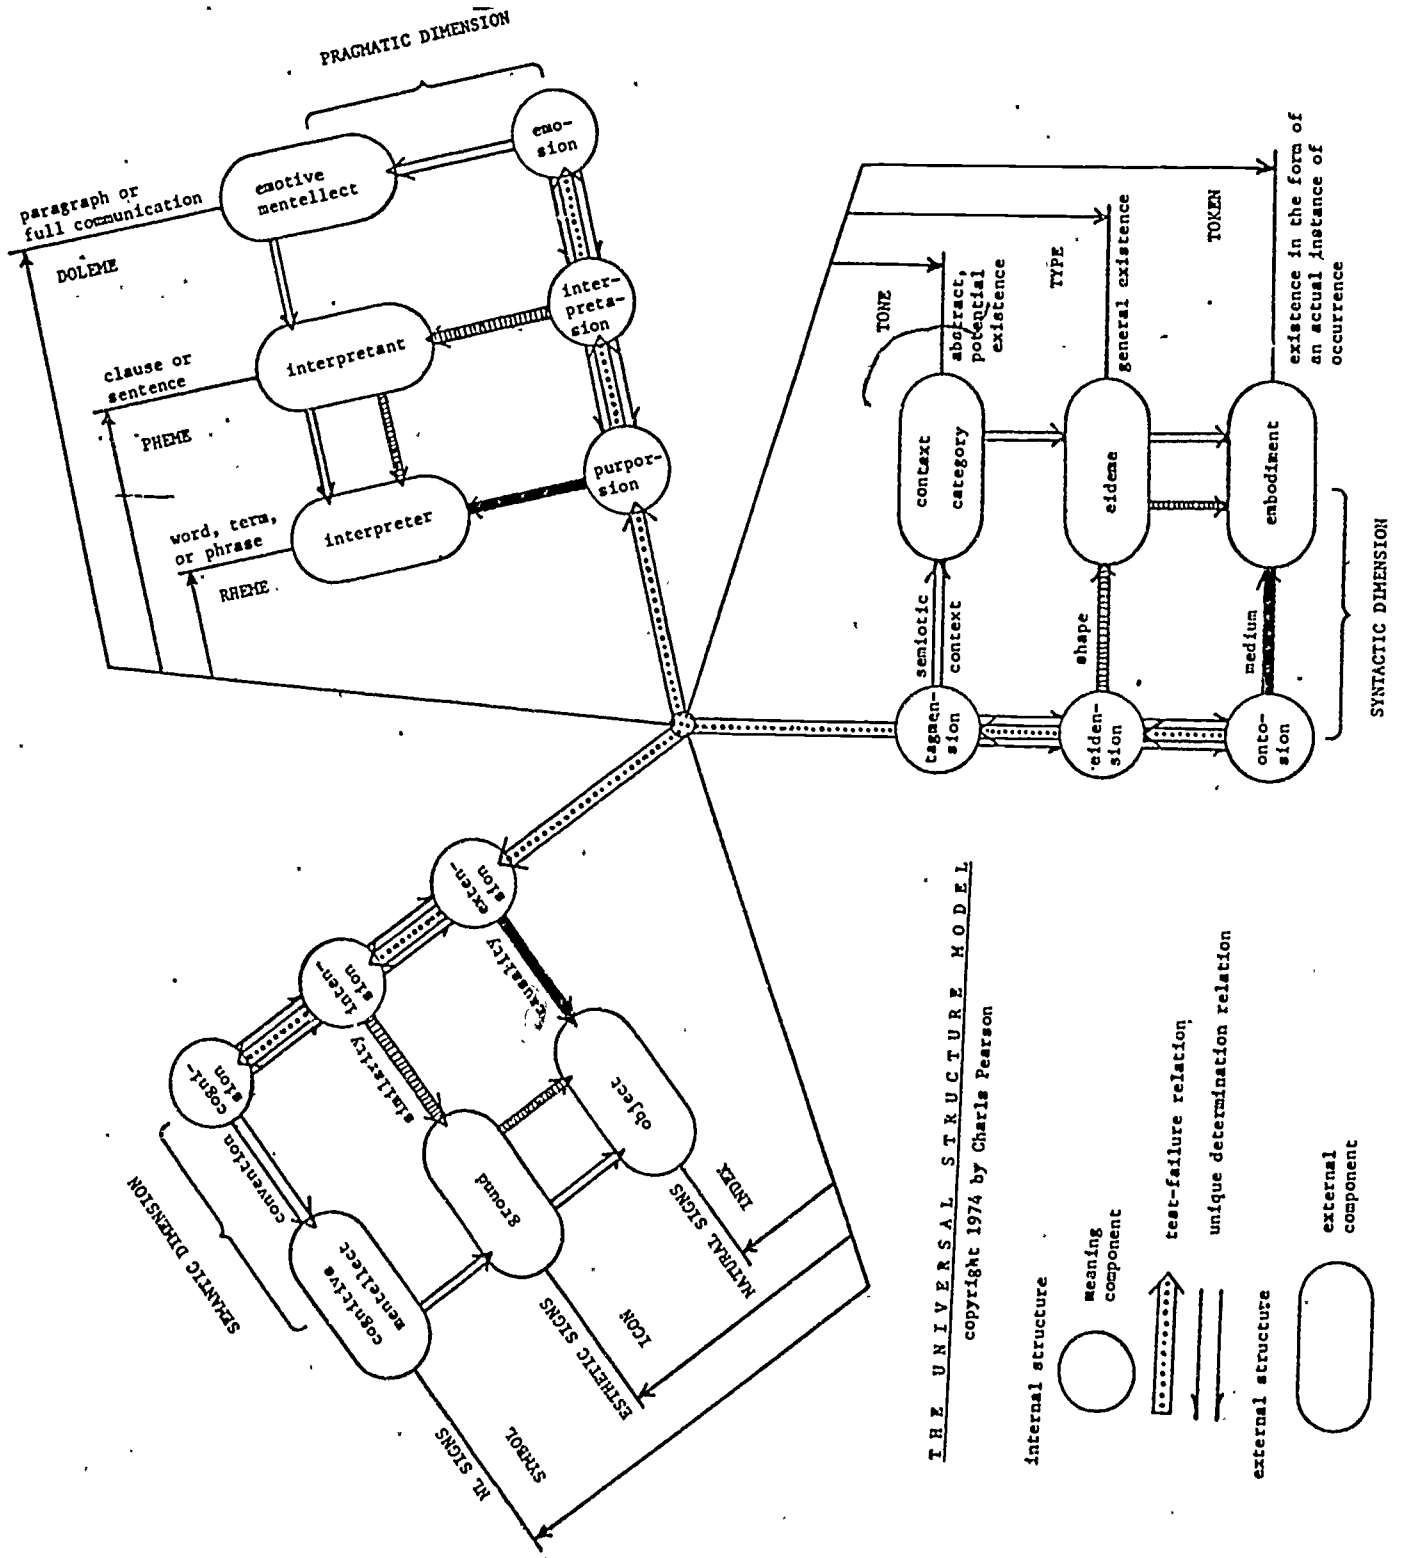 THE UNIVERSAL STRUCTURE MODEL
copyright 1974 by Charls Pearson
internal structure
meaning
component
test-failure relation
unique determination relation
external structure
external
component
SEMANTIC DIMENSION
cogni-
sion
convention
cognitive
mentellect
NL SIGNS
SYMBOL
inten-
sion
similarity
ground
ESTHETIC SIGNS
ICON
exten-
sion
causality
object
NATURAL SIGNS
INDEX
PRAGMATIC DIMENSION
emo-
sion
emotive
mentellect
paragraph or
full communication
DOLEME
inter-
preta-
sion
interpretant
clause or
sentence
PHEME
purpor-
sion
interpreter
word, term,
or phrase
RHEME
SYNTACTIC DIMENSION
tagmen-
sion
semiotic
context
context
category
TONE
abstract,
potential
existence
eiden-
sion
shape
eideme
TYPE
general existence
onto-
sion
medium
embodiment
TOKEN
existence in the form of
an actual instance of
occurrence